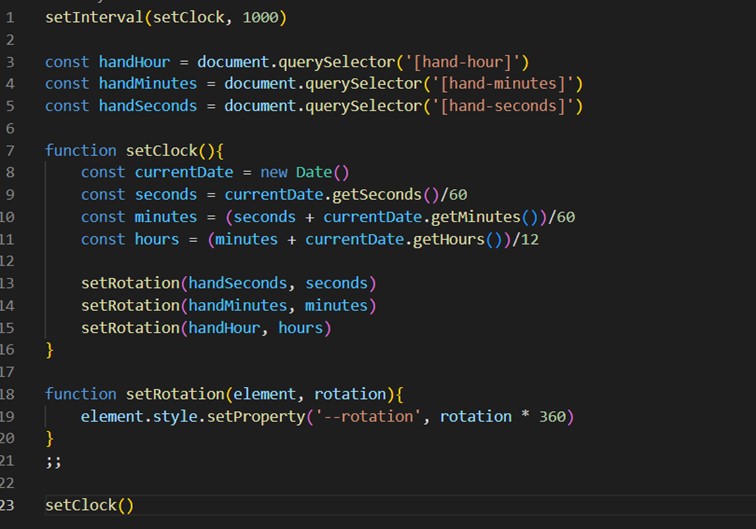 1 setInterval(setClock, 1000)
2
3 const handHour = document.querySelector('[hand-hour]')
4 const handMinutes = document.querySelector('[hand-minutes]')
5 const handSeconds = document.querySelector('[hand-seconds]')
6
7 function setClock(){
8     const currentDate = new Date()
9     const seconds = currentDate.getSeconds()/60
10     const minutes = (seconds + currentDate.getMinutes())/60
11     const hours = (minutes + currentDate.getHours())/12
12
13     setRotation(handSeconds, seconds)
14     setRotation(handMinutes, minutes)
15     setRotation(handHour, hours)
16 }
17
18 function setRotation(element, rotation){
19     element.style.setProperty('--rotation', rotation * 360)
20 }
21 ;;
22
23 setClock()